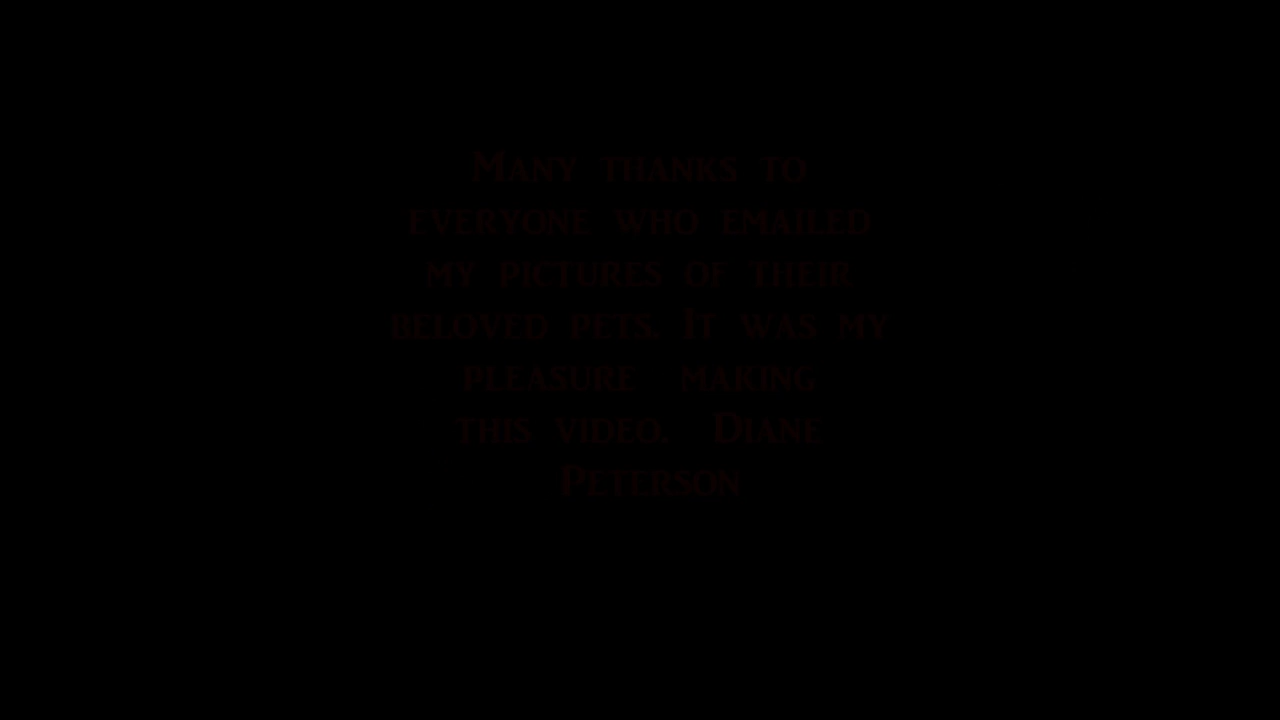 Many thanks to
everyone who emailed
my pictures of their
beloved pets. It was my
pleasure making
this video. Diane
Peterson